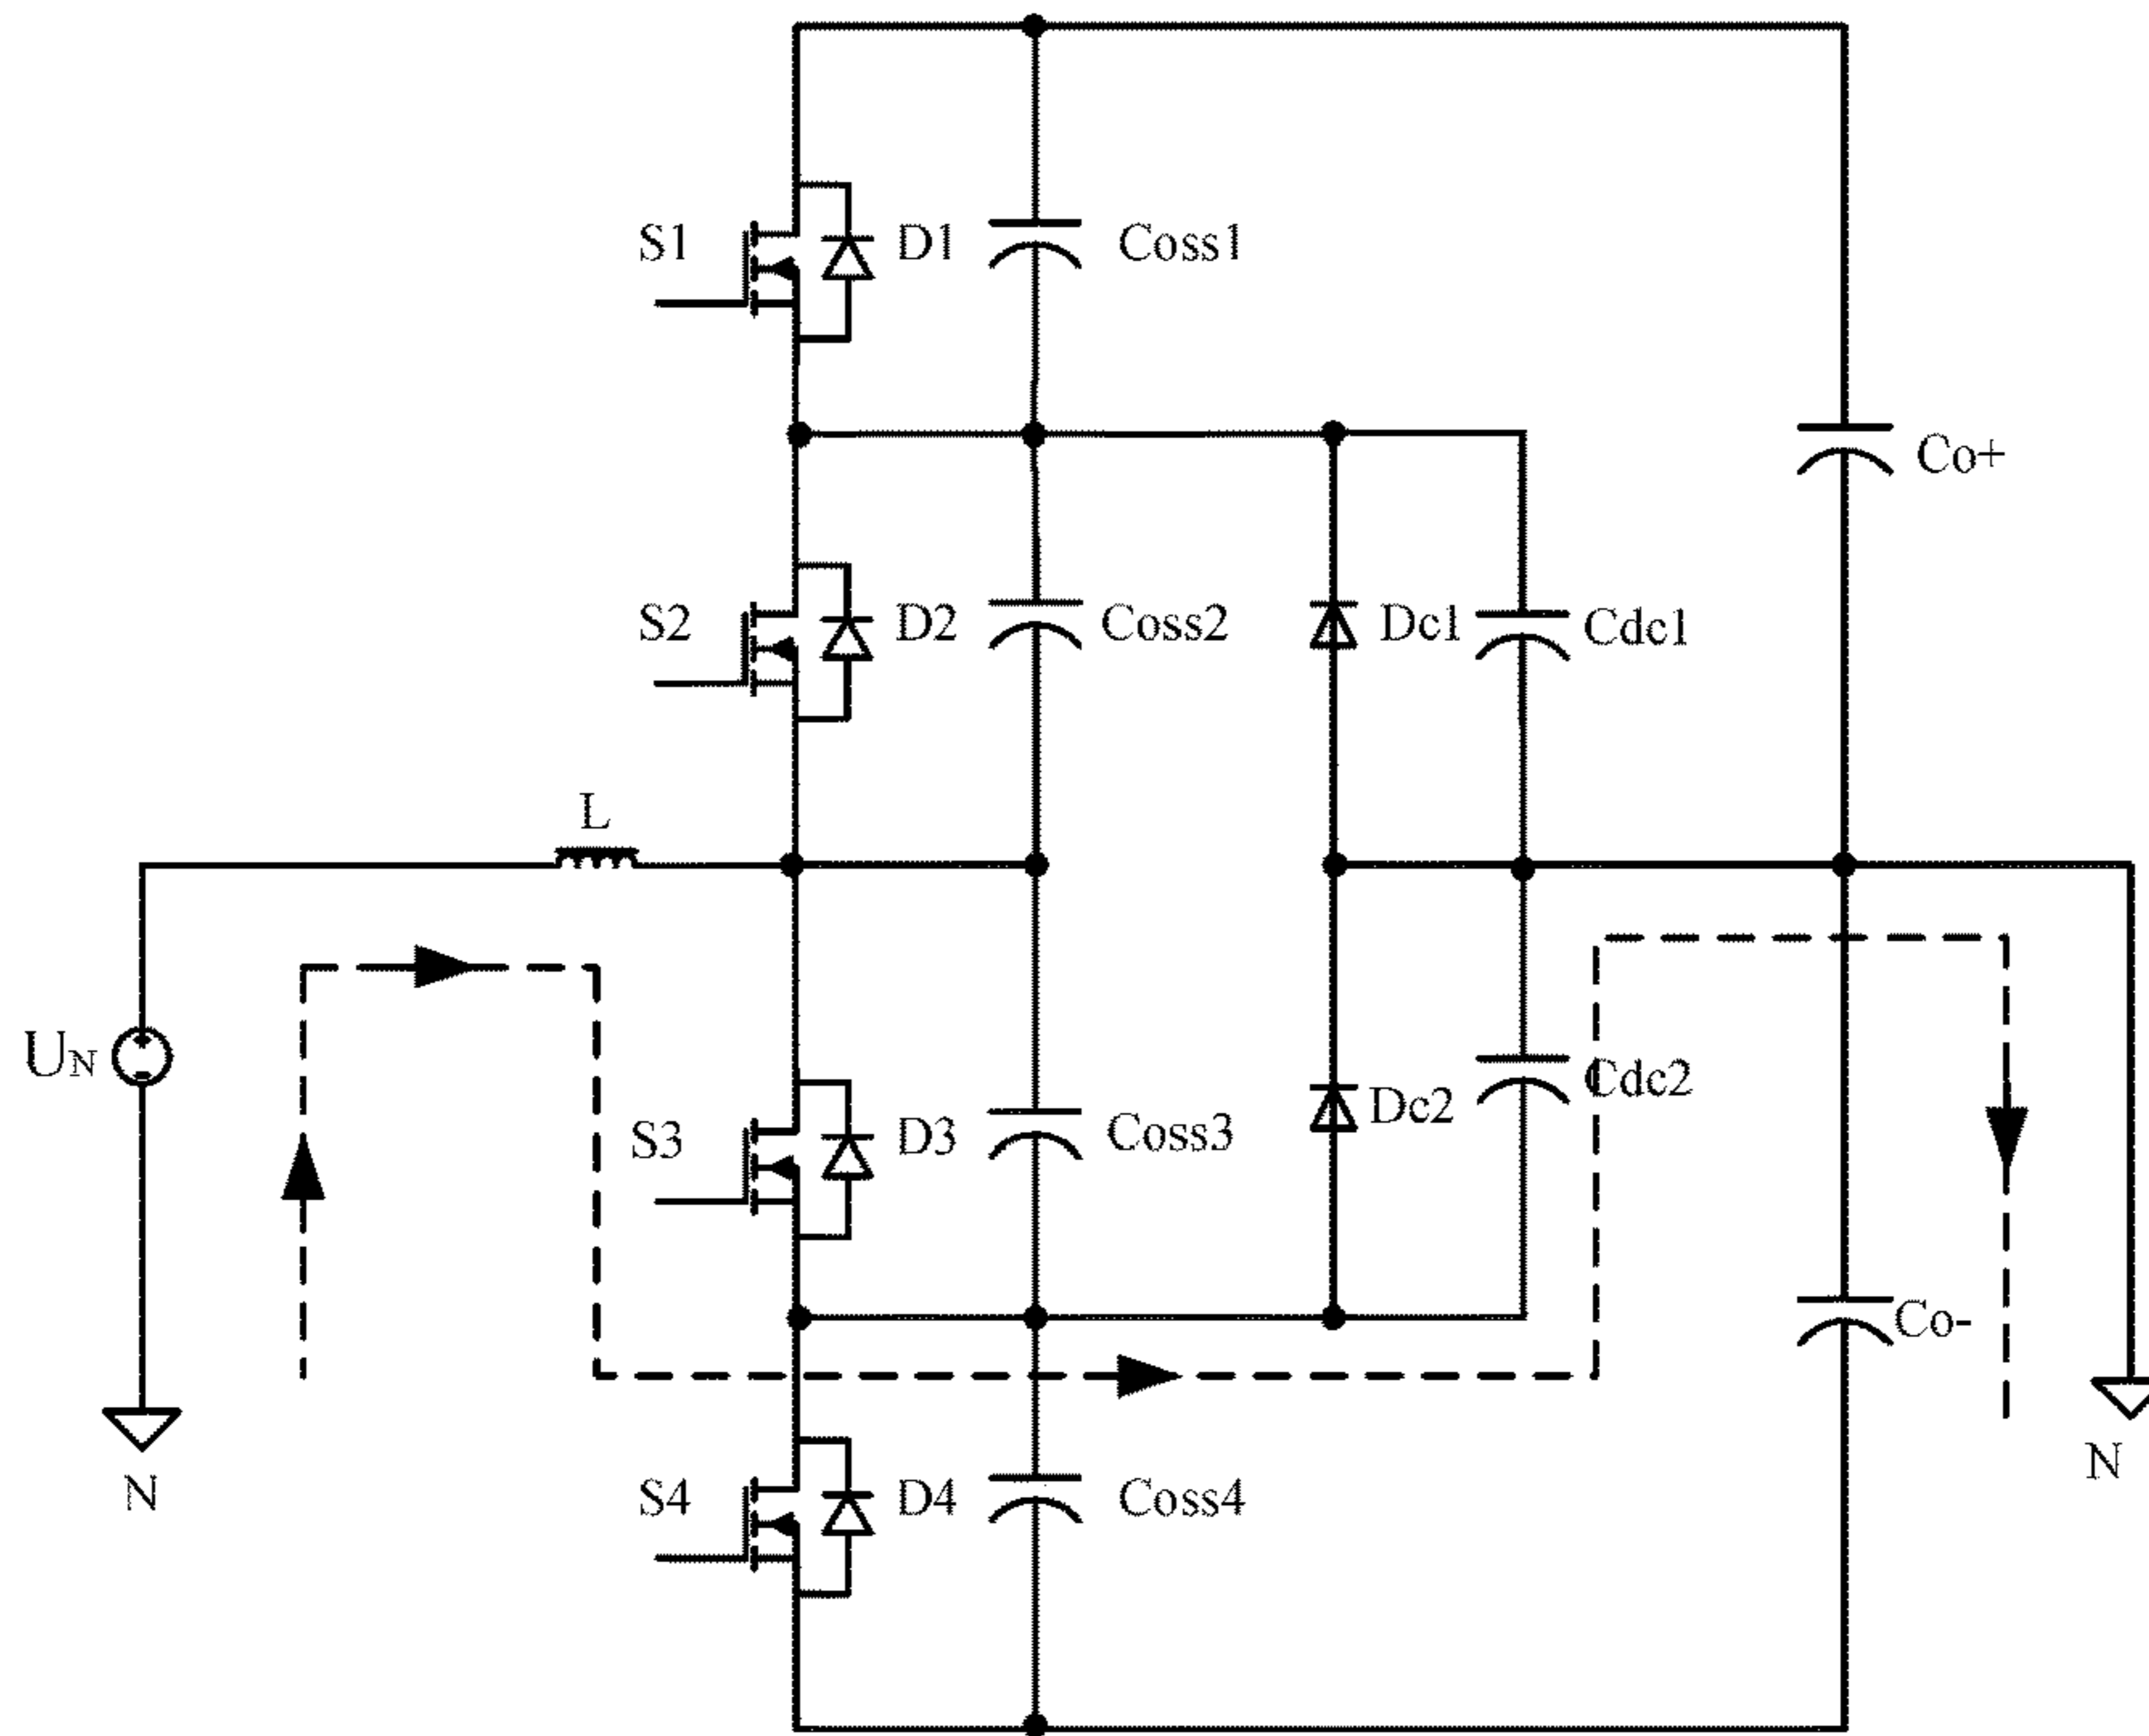 S1 D1 Coss1
Co+
S2 D2 Coss2 Dc1 Cdc1
L
UN
S3 D3 Coss3 Dc2 Cdc2
Co-
S4 D4 Coss4
N N